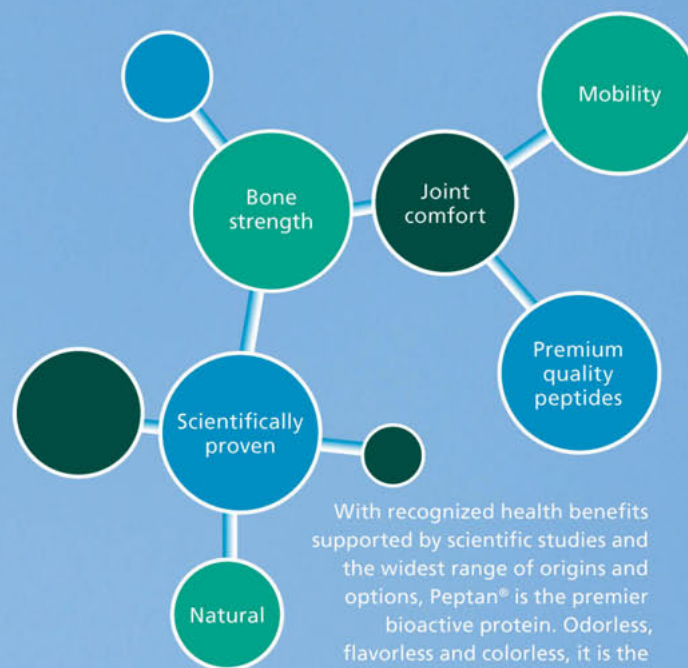 Mobility
Bone
strength
Joint
comfort
Premium
quality
peptides
Scientifically
proven
Natural
With recognized health benefits
supported by scientific studies and
the widest range of origins and
options, Peptan® is the premier
bioactive protein. Odorless,
flavorless and colorless, it is the